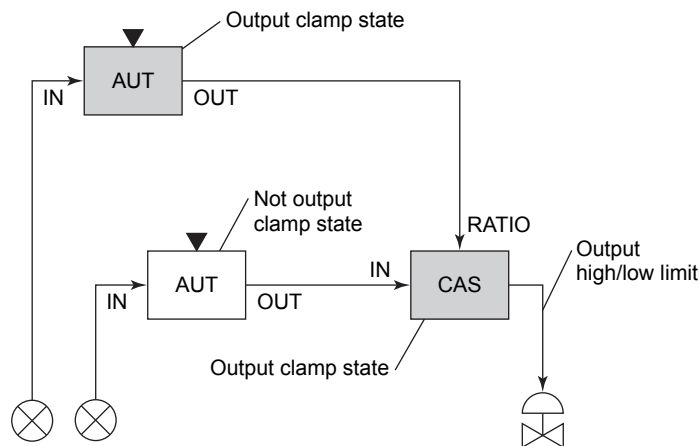 Output clamp state
AUT
IN
OUT
Not output
clamp state
RATIO
Output
high/low limit
IN
AUT
CAS
IN
OUT
Output clamp state